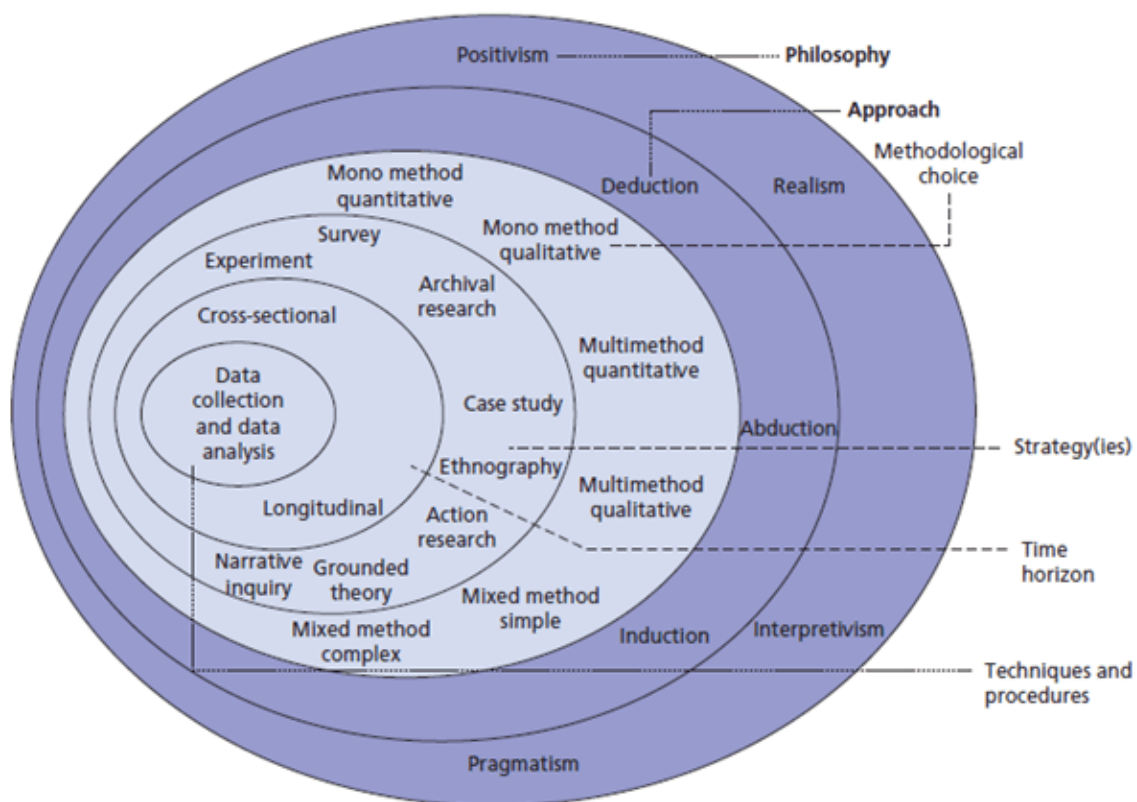 Positivism
Philosophy
Approach
Methodological
choice
Mono method
quantitative
Deduction
Realism
Survey
Mono method
qualitative
Experiment
Archival
research
Cross-sectional
Multimethod
quantitative
Data
collection
and data
analysis
Case study
Abduction
Strategy(ies)
Ethnography
Multimethod
qualitative
Longitudinal
Action
research
Time
horizon
Narrative
inquiry
Grounded
theory
Mixed method
simple
Mixed method
complex
Induction
Interpretivism
Techniques and
procedures
Pragmatism